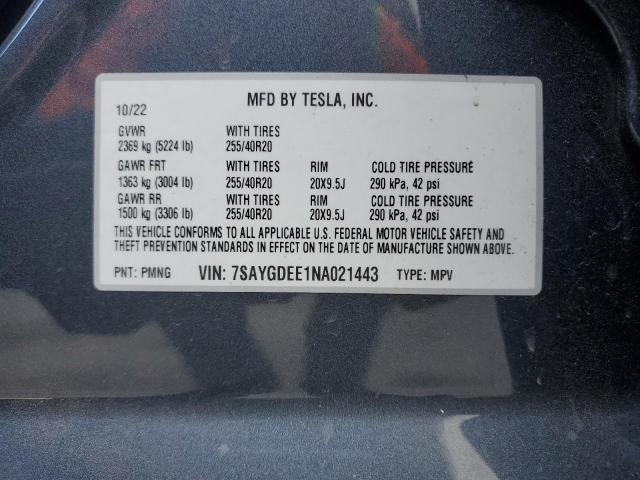 MFD BY TESLA, INC.
10/22
GVWR WITH TIRES
2369 kg (5224 lb) 255/40R20
GAWR FRT WITH TIRES RIM COLD TIRE PRESSURE
1363 kg (3004 lb) 255/40R20 20X9.5J 290 kPa, 42 psi
GAWR RR WITH TIRES RIM COLD TIRE PRESSURE
1500 kg (3306 lb) 255/40R20 20X9.5J 290 kPa, 42 psi
THIS VEHICLE CONFORMS TO ALL APPLICABLE U.S. FEDERAL MOTOR VEHICLE SAFETY AND
THEFT PREVENTION STANDARDS IN EFFECT ON THE DATE OF MANUFACTURE SHOWN ABOVE.
PNT: PMNG VIN: 7SAYGDEE1NA021443 TYPE: MPV